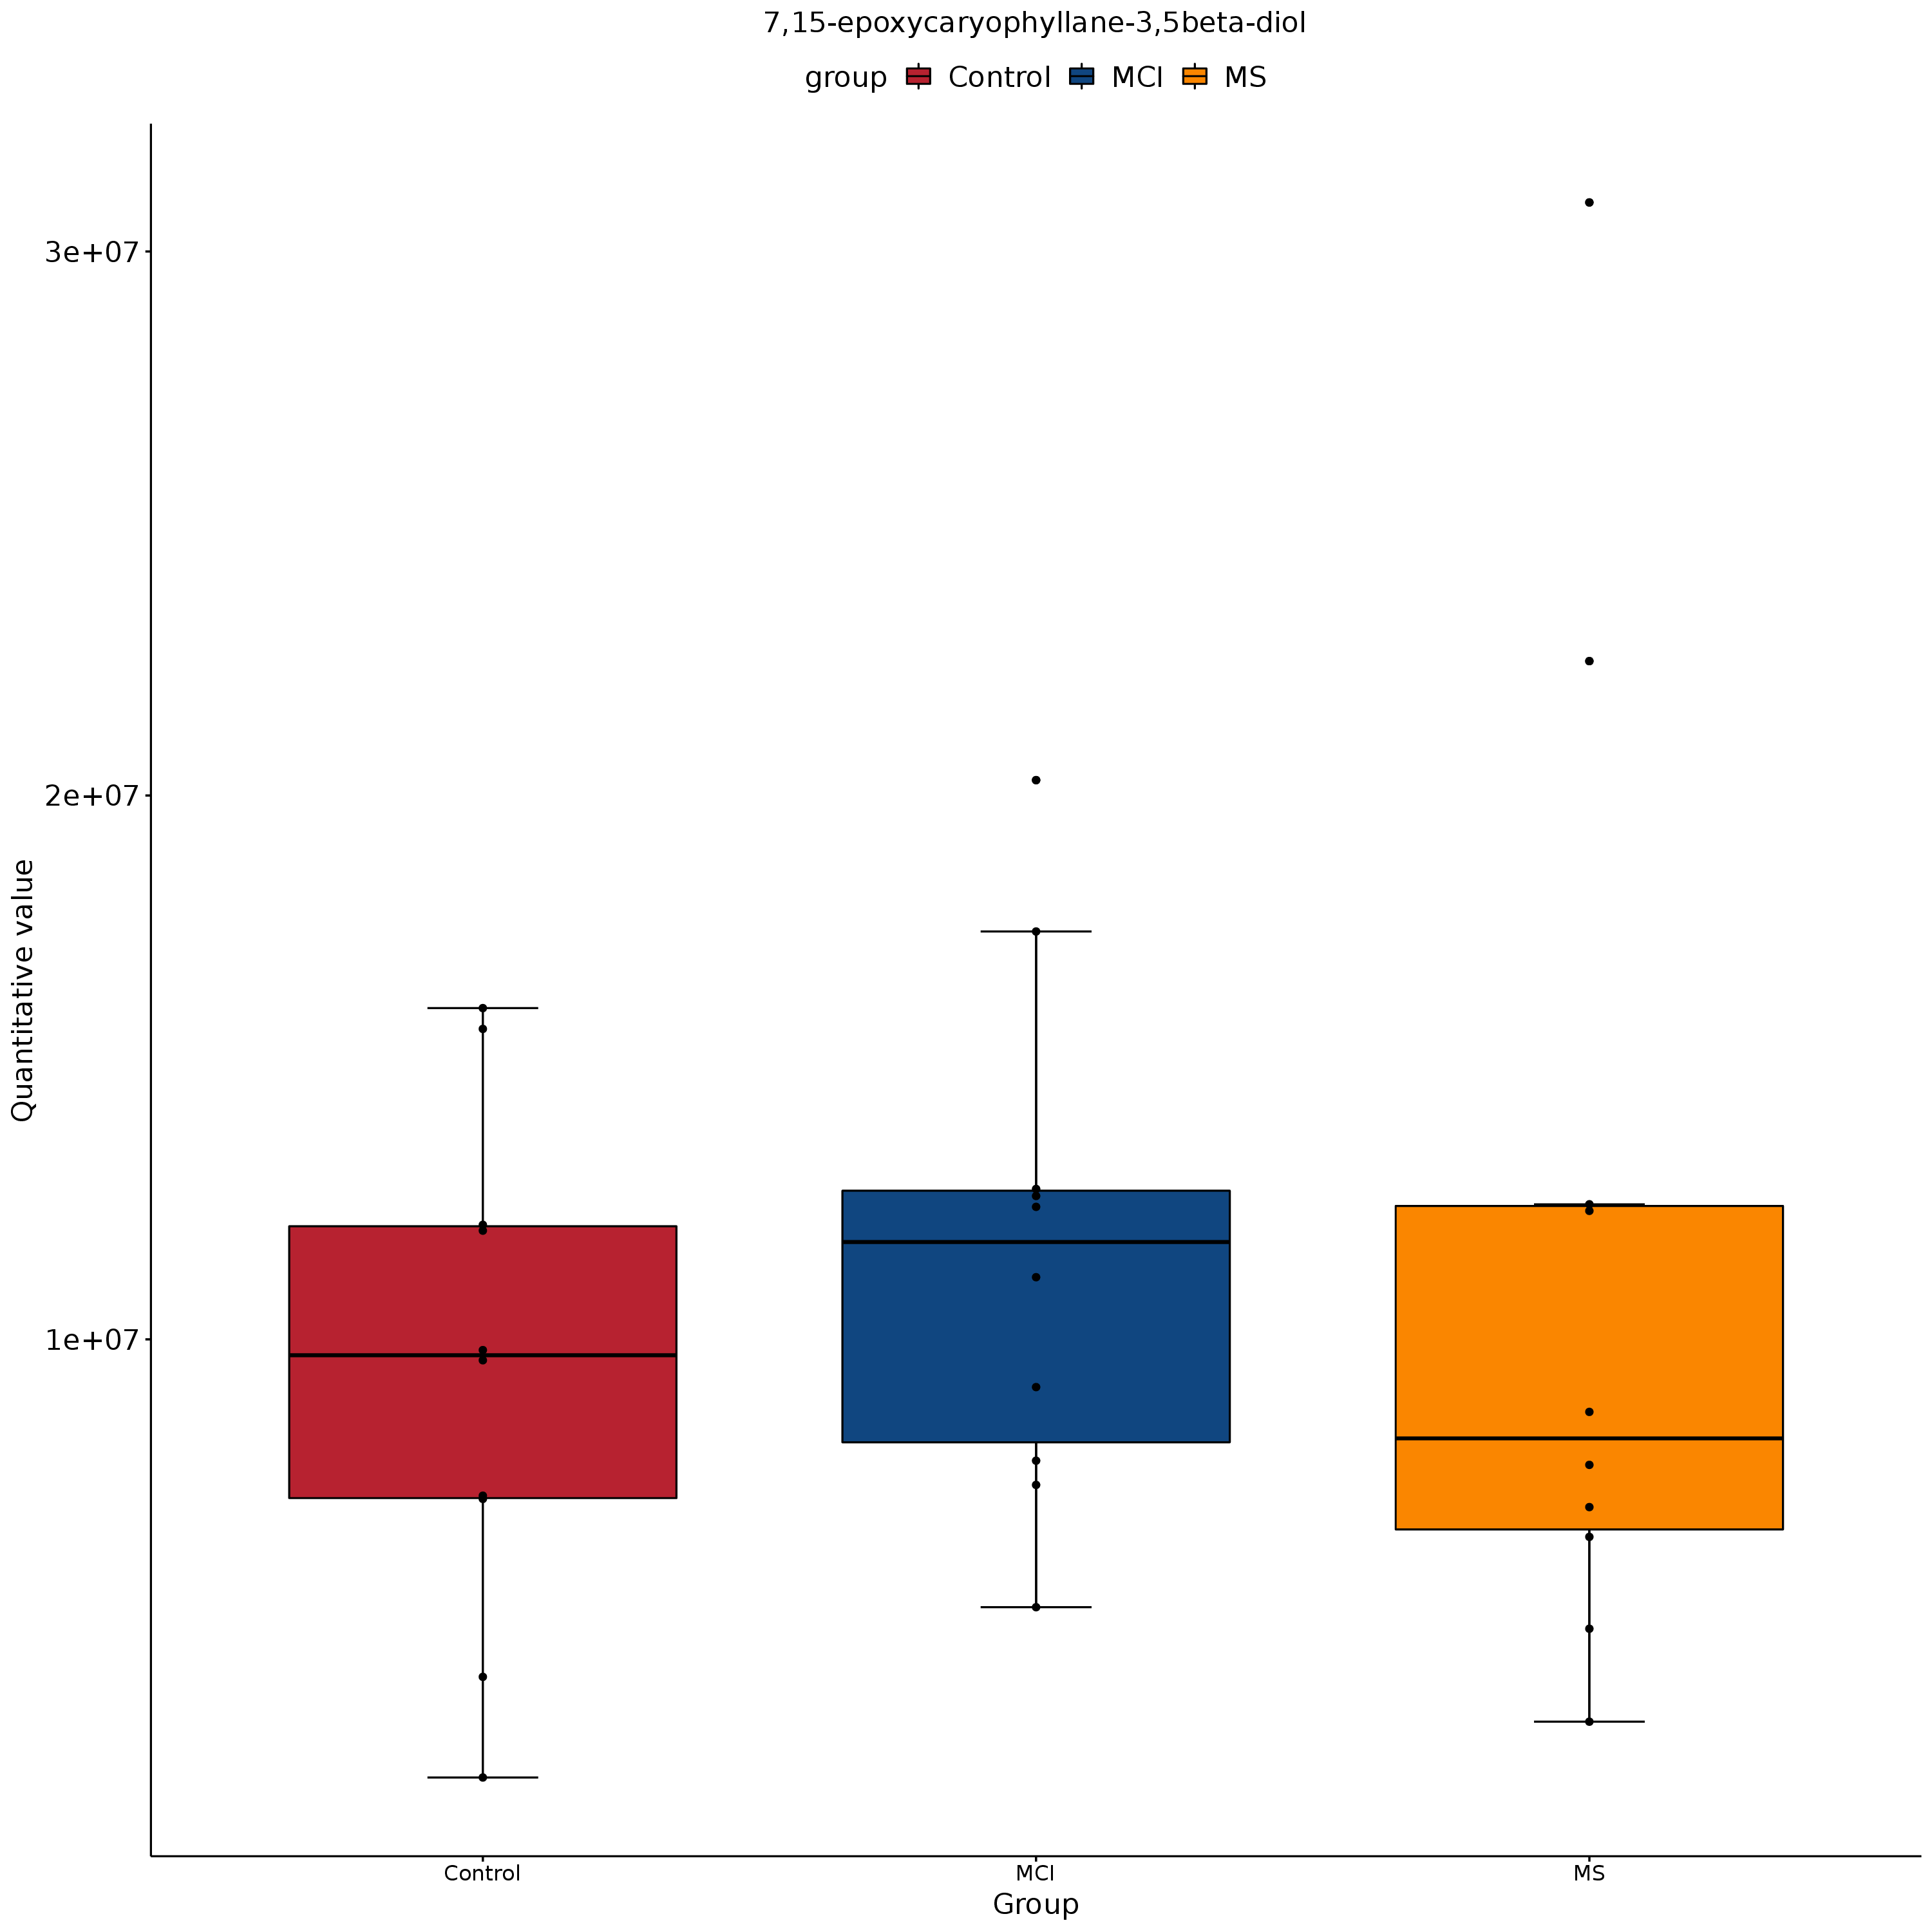 7,15-epoxycaryophyllane-3,5beta-diol
group Control MCI MS
3e+07
2e+07
1e+07
Quantitative value
Control MCI MS
Group